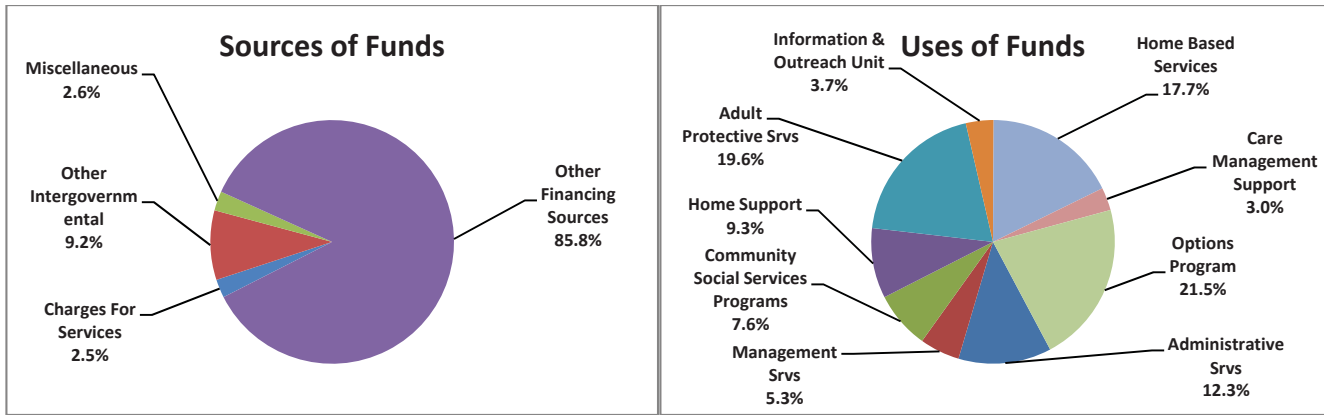 Sources of Funds
Miscellaneous
2.6%
Other
Intergovernm
ental
9.2%
Charges For
Services
2.5%
Other
Financing
Sources
85.8%
Uses of Funds
Information &
Outreach Unit
3.7%
Home Based
Services
17.7%
Adult
Protective Srvs
19.6%
Care
Management
Support
3.0%
Home Support
9.3%
Options
Program
21.5%
Community
Social Services
Programs
7.6%
Management
Srvs
5.3%
Administrative
Srvs
12.3%